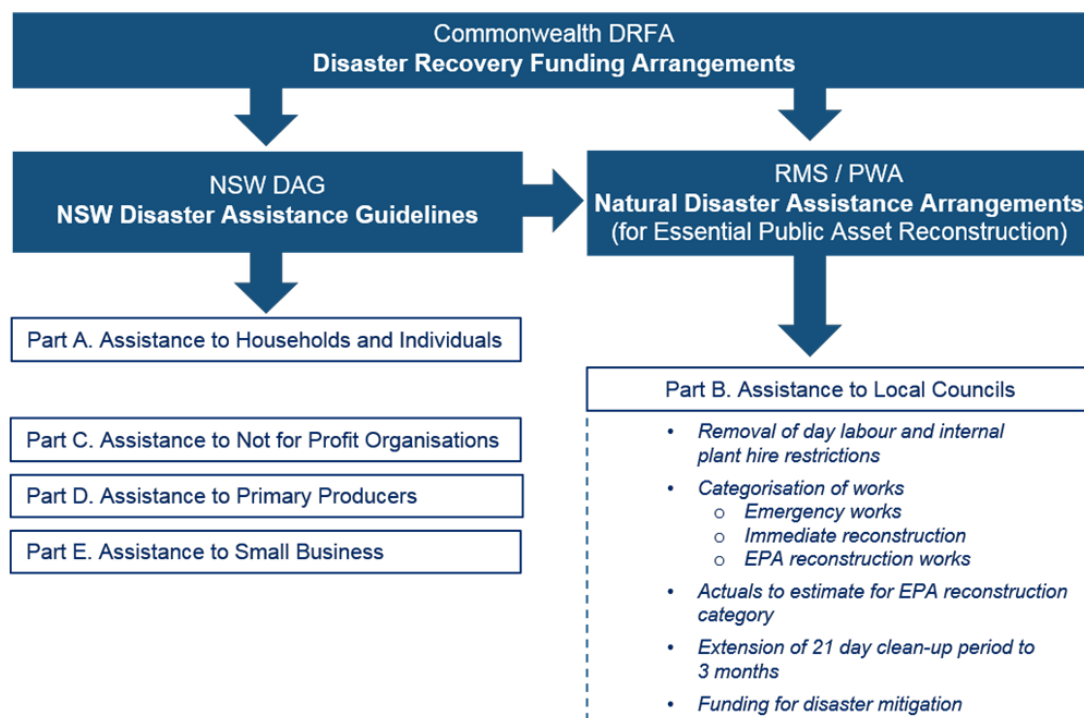 Commonwealth DRFA
Disaster Recovery Funding Arrangements
NSW DAG
NSW Disaster Assistance Guidelines
RMS / PWA
Natural Disaster Assistance Arrangements
(for Essential Public Asset Reconstruction)
Part A. Assistance to Households and Individuals
Part C. Assistance to Not for Profit Organisations
Part D. Assistance to Primary Producers
Part E. Assistance to Small Business
Part B. Assistance to Local Councils
• Removal of day labour and internal
plant hire restrictions
• Categorisation of works
o Emergency works
o Immediate reconstruction
o EPA reconstruction works
• Actuals to estimate for EPA reconstruction
category
• Extension of 21 day clean-up period to
3 months
• Funding for disaster mitigation